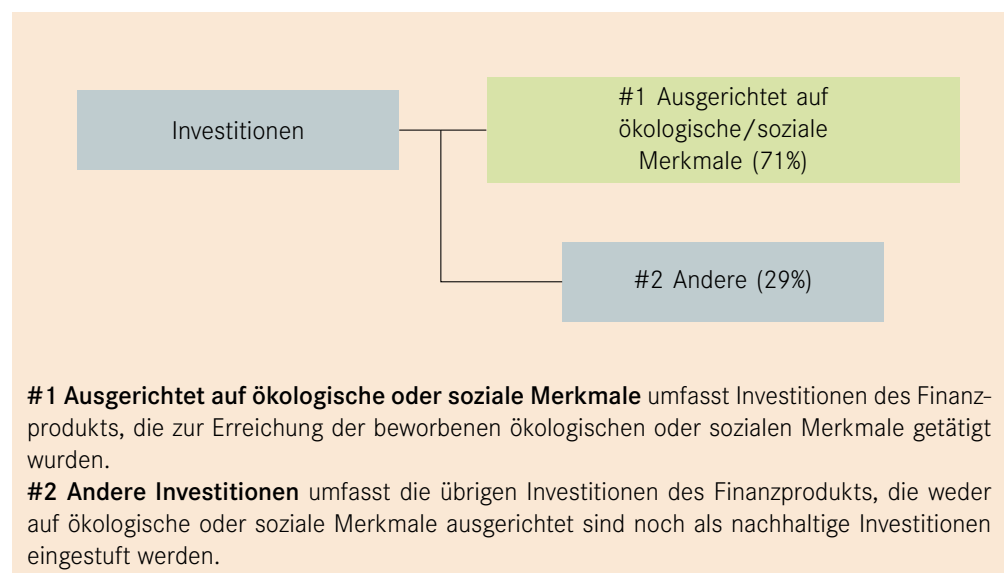 Investitionen
#1 Ausgerichtet auf
ökologische/soziale
Merkmale (71%)
#2 Andere (29%)
#1 Ausgerichtet auf ökologische oder soziale Merkmale umfasst Investitionen des Finanz-
produkts, die zur Erreichung der beworbenen ökologischen oder sozialen Merkmale getätigt
wurden.
#2 Andere Investitionen umfasst die übrigen Investitionen des Finanzprodukts, die weder
auf ökologische oder soziale Merkmale ausgerichtet sind noch als nachhaltige Investitionen
eingestuft werden.